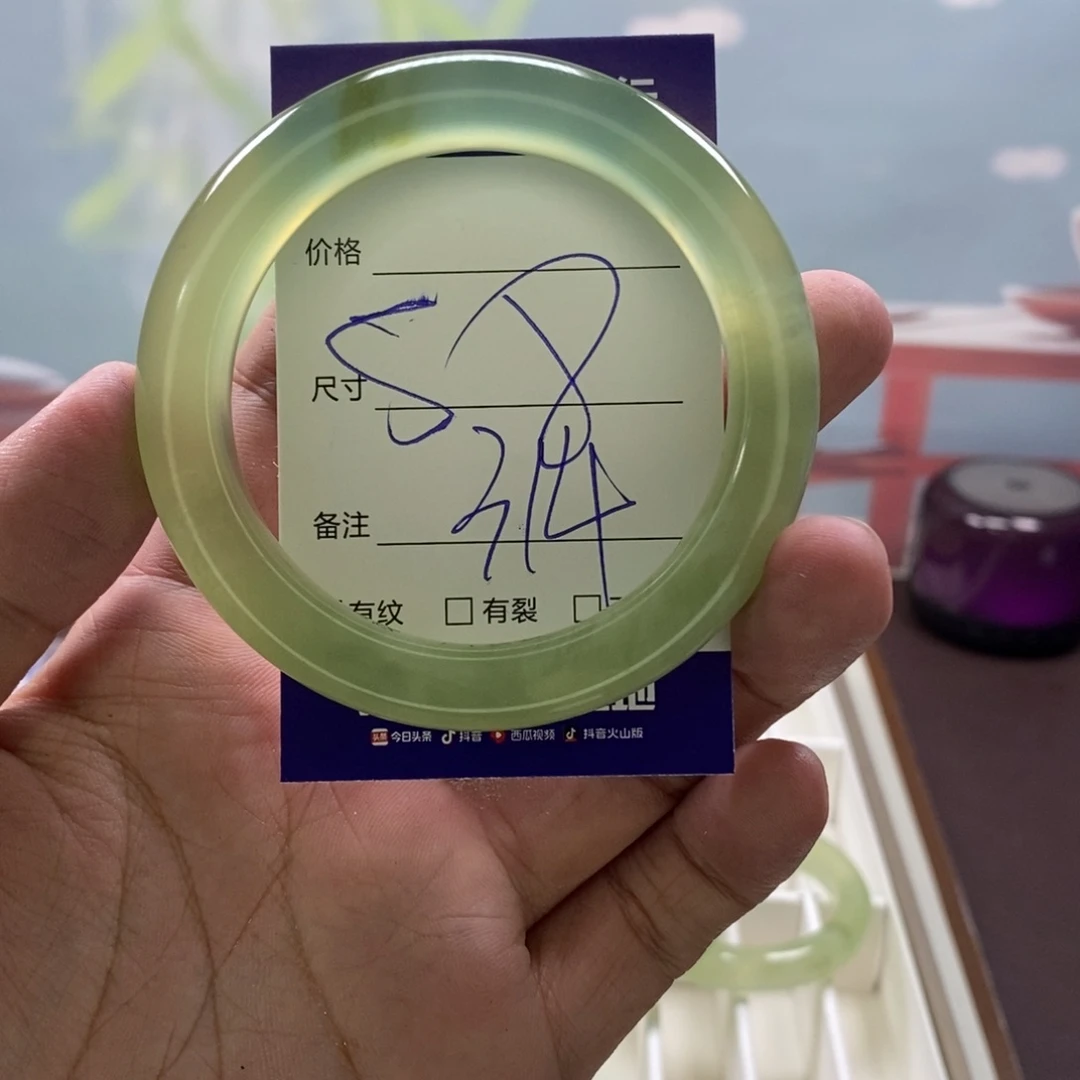 价格
58
尺寸
314
备注
有纹 □ 有裂 □
今日头条 抖音 西瓜视频 抖音火山版